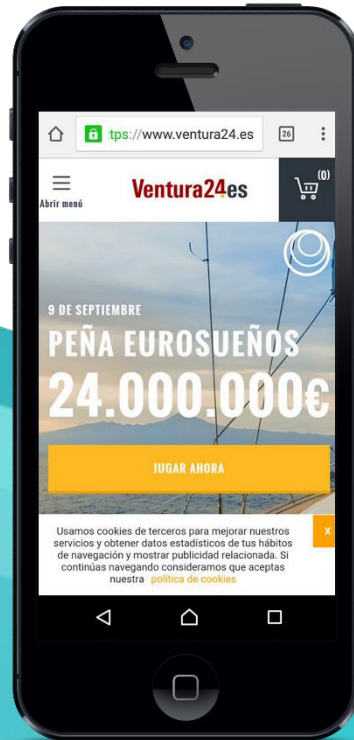 tps://www.ventura24.es
26
Abrir menú
Ventura24es
(0)
9 DE SEPTIEMBRE
PEÑA EUROSUEÑOS
24.000.000€
JUGAR AHORA
Usamos cookies de terceros para mejorar nuestros
servicios y obtener datos estadísticos de tus hábitos
de navegación y mostrar publicidad relacionada. Si
continúas navegando consideramos que aceptas
nuestra política de cookies
x